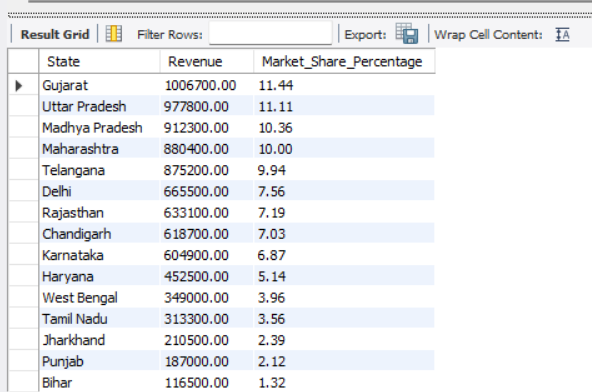 Result Grid Filter Rows: Export: Wrap Cell Content:
State Revenue Market_Share_Percentage
Gujarat 1006700.00 11.44
Uttar Pradesh 977800.00 11.11
Madhya Pradesh 912300.00 10.36
Maharashtra 880400.00 10.00
Telangana 875200.00 9.94
Delhi 665500.00 7.56
Rajasthan 633100.00 7.19
Chandigarh 618700.00 7.03
Karnataka 604900.00 6.87
Haryana 452500.00 5.14
West Bengal 349000.00 3.96
Tamil Nadu 313300.00 3.56
Jharkhand 210500.00 2.39
Punjab 187000.00 2.12
Bihar 116500.00 1.32